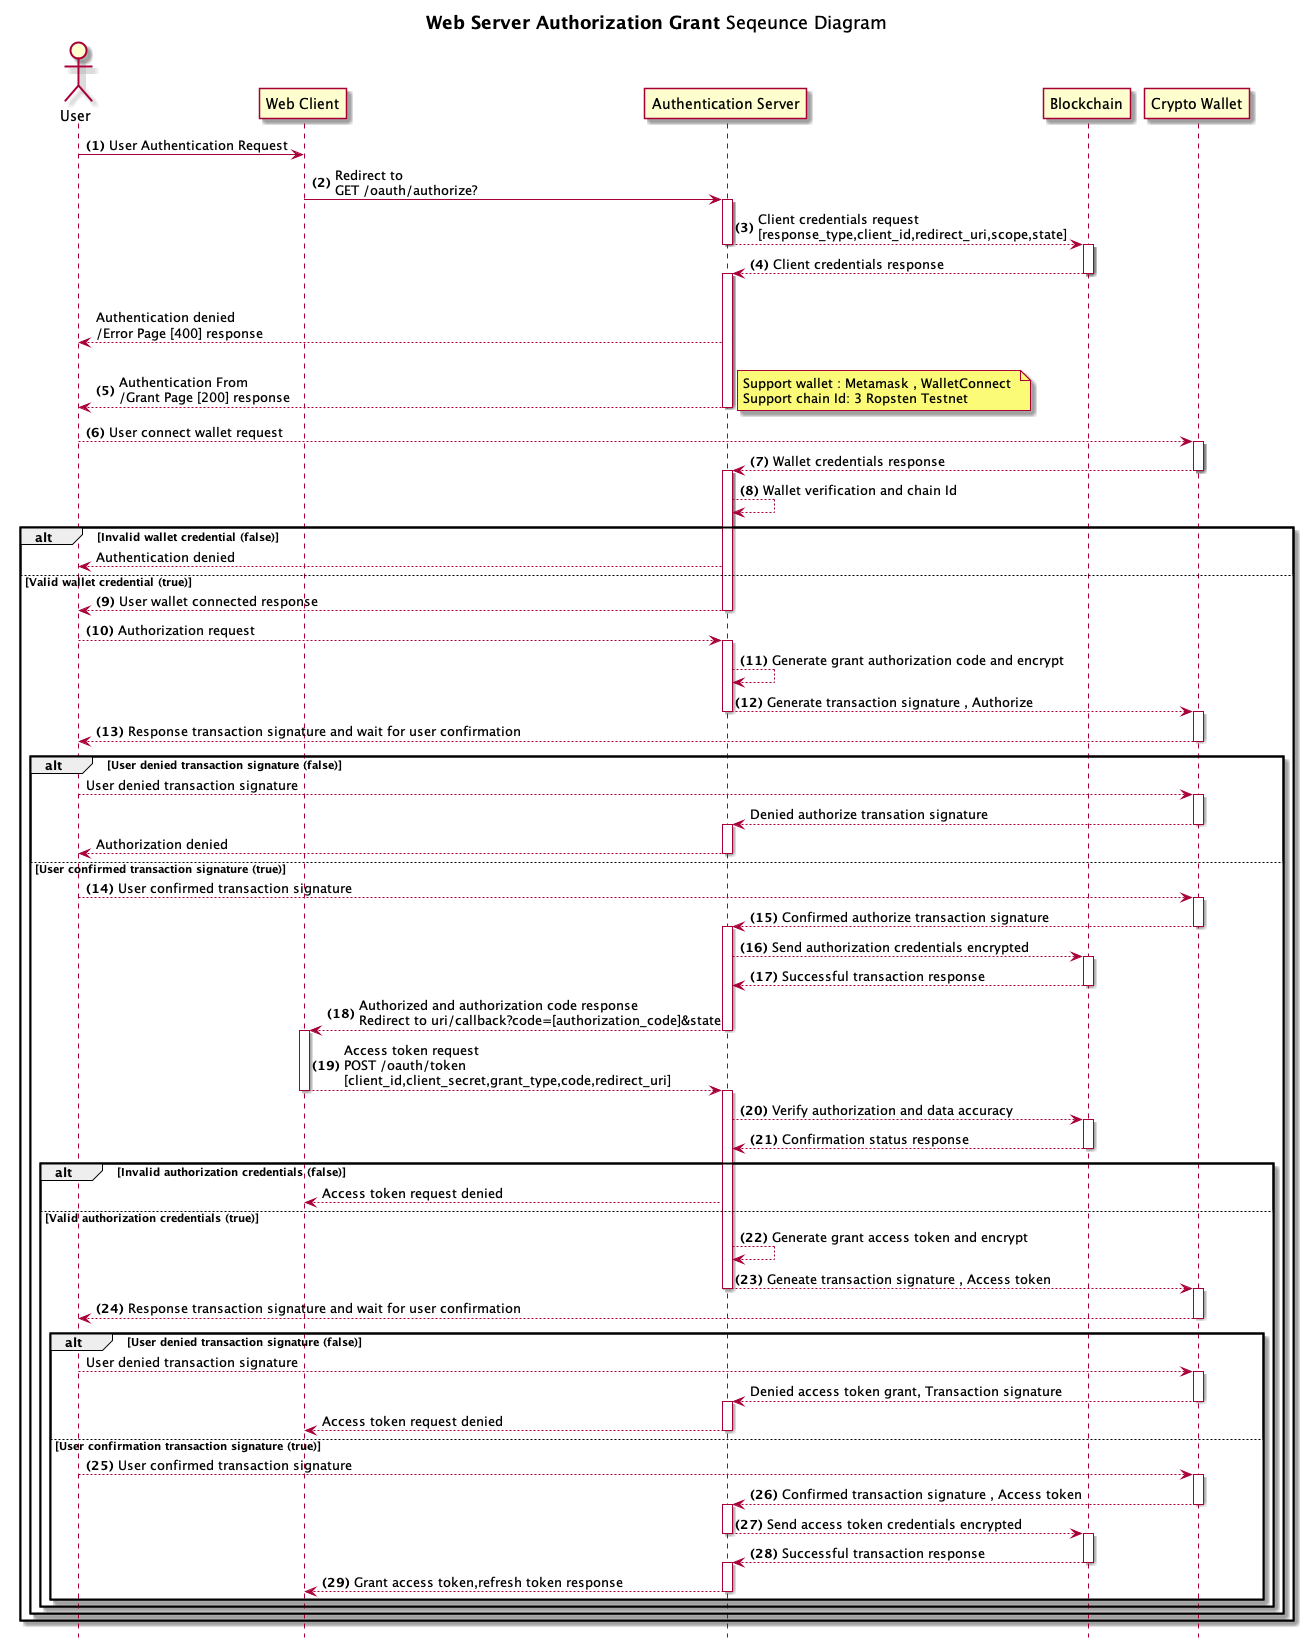 Web Server Authorization Grant Seqeunce Diagram
User
Web Client
Authentication Server
Blockchain
Crypto Wallet
(1) User Authentication Request
(2) Redirect to
GET /oauth/authorize?
(3) Client credentials request
[response_type,client_id,redirect_uri,scope,state]
(4) Client credentials response
Authentication denied
/Error Page [400] response
(5) Authentication From
/Grant Page [200] response
Support wallet : Metamask , WalletConnect
Support chain Id: 3 Ropsten Testnet
(6) User connect wallet request
(7) Wallet credentials response
(8) Wallet verification and chain Id
alt [Invalid wallet credential (false)]
Authentication denied
[Valid wallet credential (true)]
(9) User wallet connected response
(10) Authorization request
(11) Generate grant authorization code and encrypt
(12) Generate transaction signature , Authorize
(13) Response transaction signature and wait for user confirmation
alt [User denied transaction signature (false)]
User denied transaction signature
Denied authorize transation signature
Authorization denied
[User confirmed transaction signature (true)]
(14) User confirmed transaction signature
(15) Confirmed authorize transaction signature
(16) Send authorization credentials encrypted
(17) Successful transaction response
(18) Authorized and authorization code response
Redirect to uri/callback?code=[authorization_code]&state
(19) Access token request
POST /oauth/token
[client_id,client_secret,grant_type,code,redirect_uri]
(20) Verify authorization and data accuracy
(21) Confirmation status response
alt [Invalid authorization credentials (false)]
Access token request denied
[Valid authorization credentials (true)]
(22) Generate grant access token and encrypt
(23) Geneate transaction signature , Access token
(24) Response transaction signature and wait for user confirmation
alt [User denied transaction signature (false)]
User denied transaction signature
Denied access token grant, Transaction signature
Access token request denied
[User confirmation transaction signature (true)]
(25) User confirmed transaction signature
(26) Confirmed transaction signature , Access token
(27) Send access token credentials encrypted
(28) Successful transaction response
(29) Grant access token,refresh token response